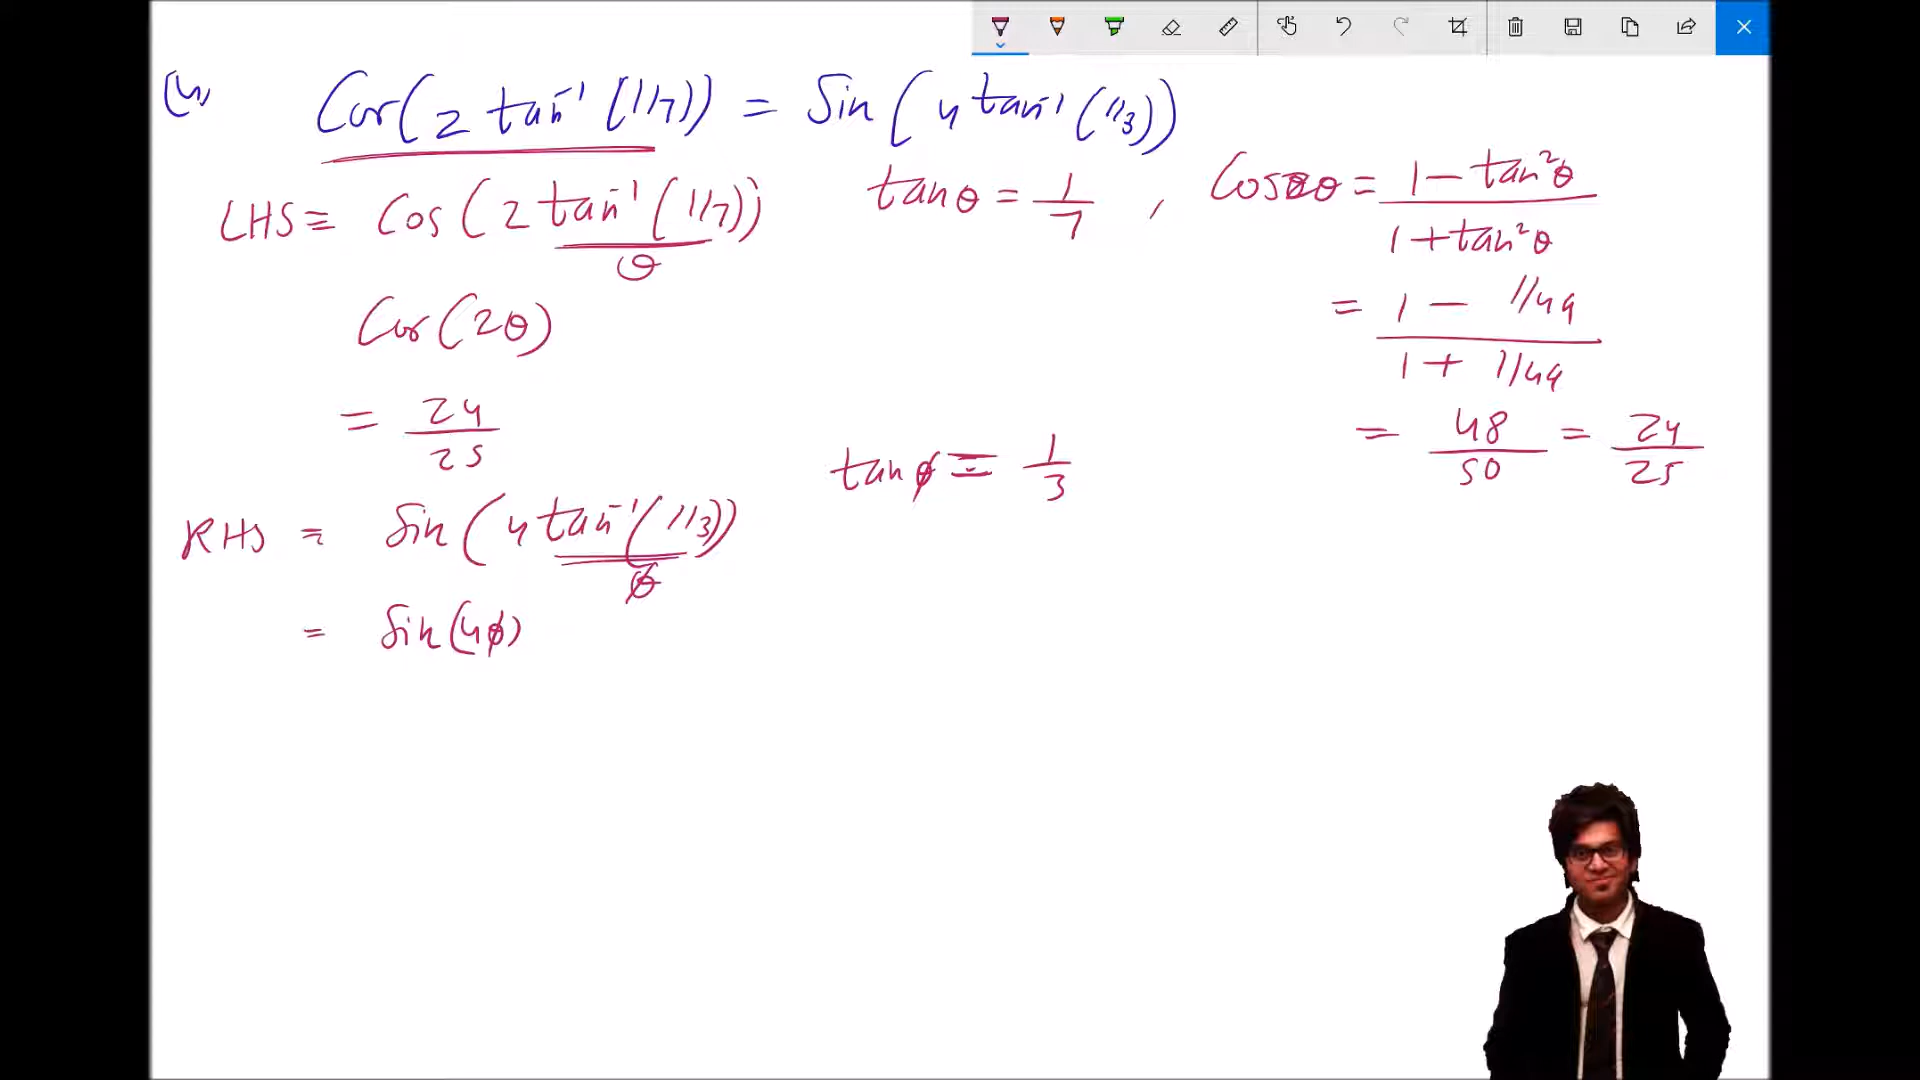 (4) Cos(2 tan⁻¹(1/7)) = Sin(4 tan⁻¹(1/3))
LHS = Cos(2 tan⁻¹(1/7))
θ
Cos(2θ)
= 24/25
tanθ = 1/7 , Cos2θ = (1 − tan²θ)/(1 + tan²θ)
= (1 − 1/49)/(1 + 1/49)
= 48/50 = 24/25
RHS = Sin(4 tan⁻¹(1/3))
ϕ
tanϕ = 1/3
= Sin(4ϕ)